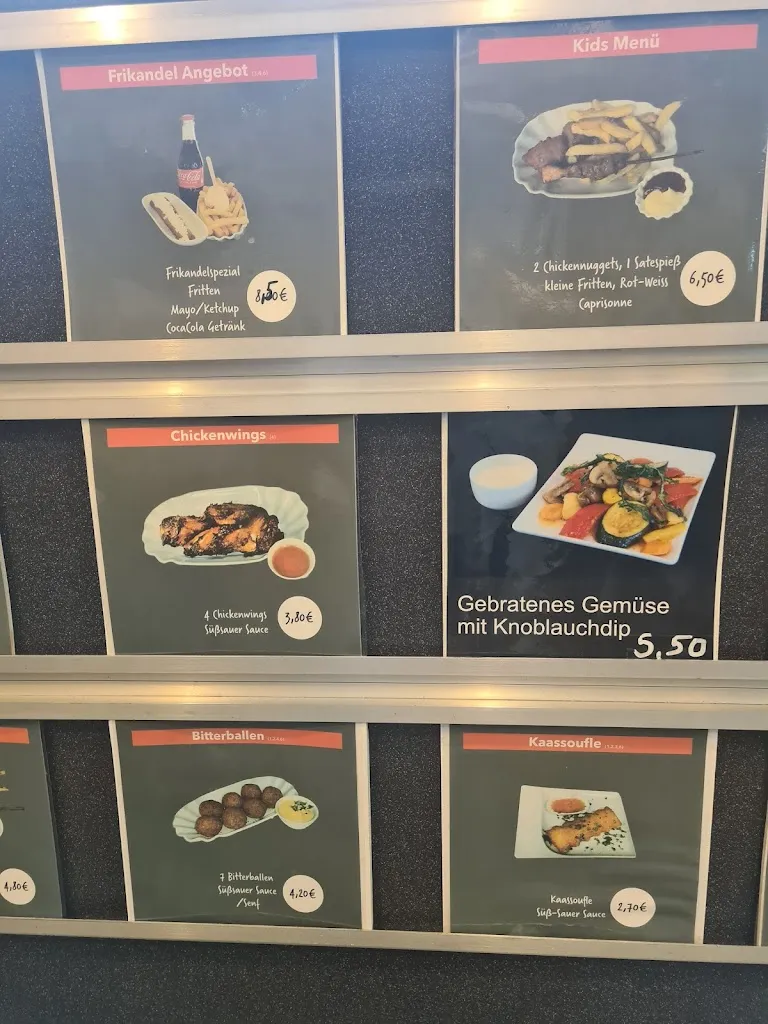 Frikandel Angebot
Frikandelspezial
Fritten
Mayo/Ketchup
CocaCola Getränk
Kids Menü
2 Chickennuggets, 1 Satespieß
kleine Fritten, Rot-Weiss
Caprisonne
6,50€
Chickenwings
4 Chickenwings
Süßsauer Sauce
3,80€
Gebratenes Gemüse
mit Knoblauchdip
5.50
4,80€
Bitterballen
7 Bitterballen
Süßsauer Sauce
/Senf
4,20€
Kaassoufle
Kaassoufle
Süß-Sauer Sauce
2,70€